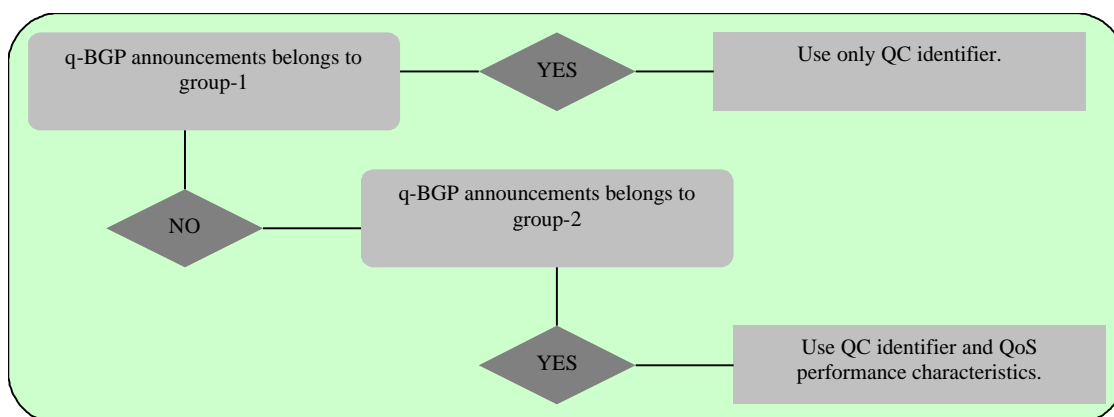 q-BGP announcements belongs to
group-1
YES
Use only QC identifier.
NO
q-BGP announcements belongs to
group-2
YES
Use QC identifier and QoS
performance characteristics.